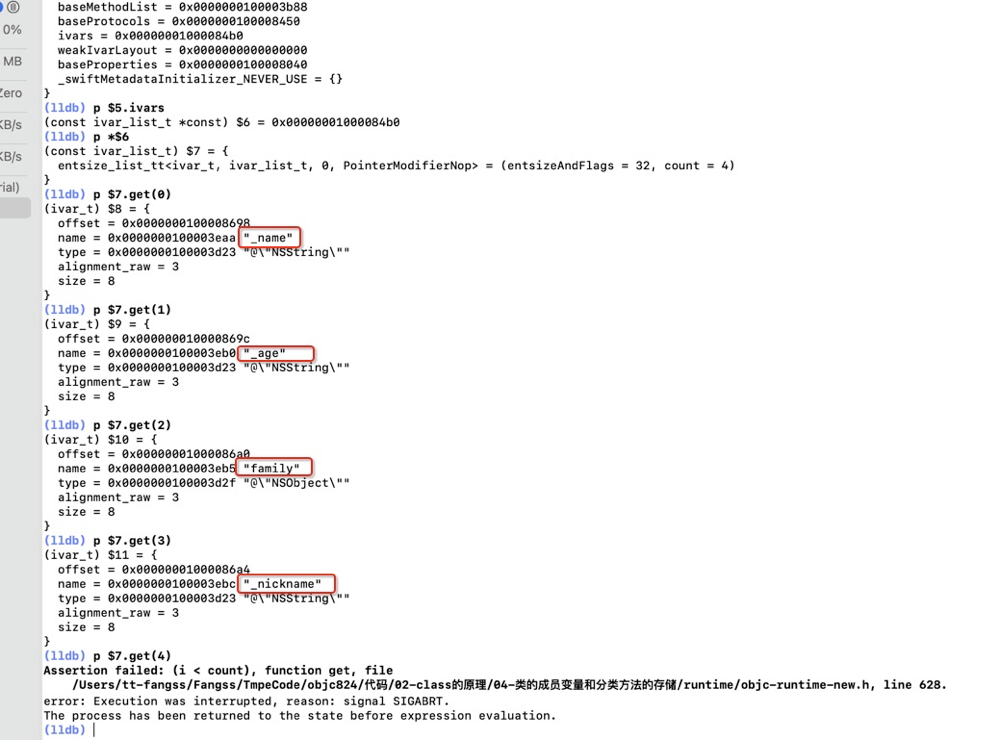 0%
MB
Zero
KB/s
KB/s
rial)
baseMethodList = 0x0000000100003b88
baseProtocols = 0x0000000100008450
ivars = 0x00000001000084b0
weakIvarLayout = 0x0000000000000000
baseProperties = 0x0000000100008040
_swiftMetadataInitializer_NEVER_USE = {}
}
(lldb) p $5.ivars
(const ivar_list_t *const) $6 = 0x00000001000084b0
(lldb) p *$6
(const ivar_list_t) $7 = {
entsize_list_tt<ivar_t, ivar_list_t, 0, PointerModifierNop> = (entsizeAndFlags = 32, count = 4)
}
(lldb) p $7.get(0)
(ivar_t) $8 = {
offset = 0x0000000100008698
name = 0x0000000100003eaa "_name"
type = 0x0000000100003d23 "@\"NSString\""
alignment_raw = 3
size = 8
}
(lldb) p $7.get(1)
(ivar_t) $9 = {
offset = 0x000000010000869c
name = 0x0000000100003eb0 "_age"
type = 0x0000000100003d23 "@\"NSString\""
alignment_raw = 3
size = 8
}
(lldb) p $7.get(2)
(ivar_t) $10 = {
offset = 0x00000001000086a0
name = 0x0000000100003eb5 "family"
type = 0x0000000100003d2f "@\"NSObject\""
alignment_raw = 3
size = 8
}
(lldb) p $7.get(3)
(ivar_t) $11 = {
offset = 0x00000001000086a4
name = 0x0000000100003ebc "_nickname"
type = 0x0000000100003d23 "@\"NSString\""
alignment_raw = 3
size = 8
}
(lldb) p $7.get(4)
Assertion failed: (i < count), function get, file
/Users/tt-fangss/Fangss/TmpeCode/objc824/代码/02-class的原理/04-类的成员变量和分类方法的存储/runtime/objc-runtime-new.h, line 628.
error: Execution was interrupted, reason: signal SIGABRT.
The process has been returned to the state before expression evaluation.
(lldb)